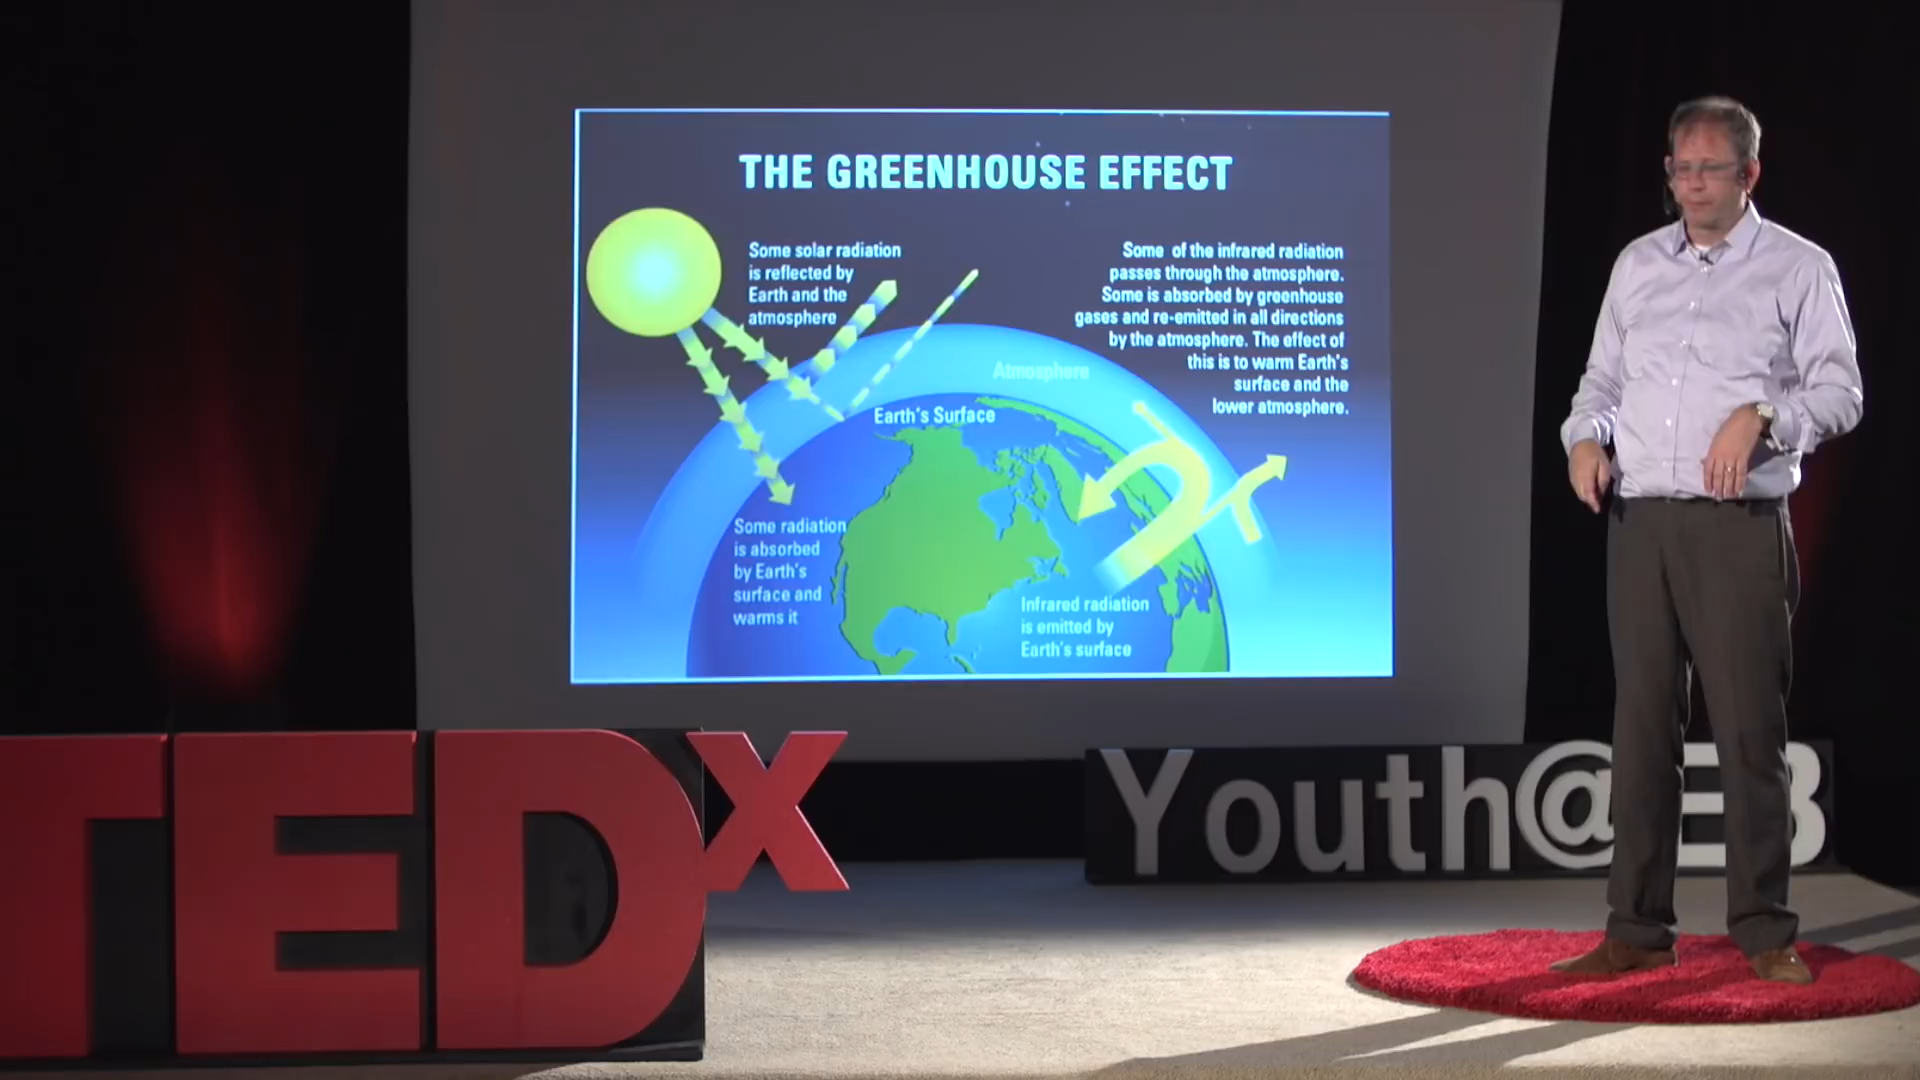 THE GREENHOUSE EFFECT
Some solar radiation
is reflected by
Earth and the
atmosphere
Some of the infrared radiation
passes through the atmosphere.
Some is absorbed by greenhouse
gases and re-emitted in all directions
by the atmosphere. The effect of
this is to warm Earth's
surface and the
lower atmosphere.
Atmosphere
Earth's Surface
Some radiation
is absorbed
by Earth's
surface and
warms it
Infrared radiation
is emitted by
Earth's surface
TEDx
Youth@EB